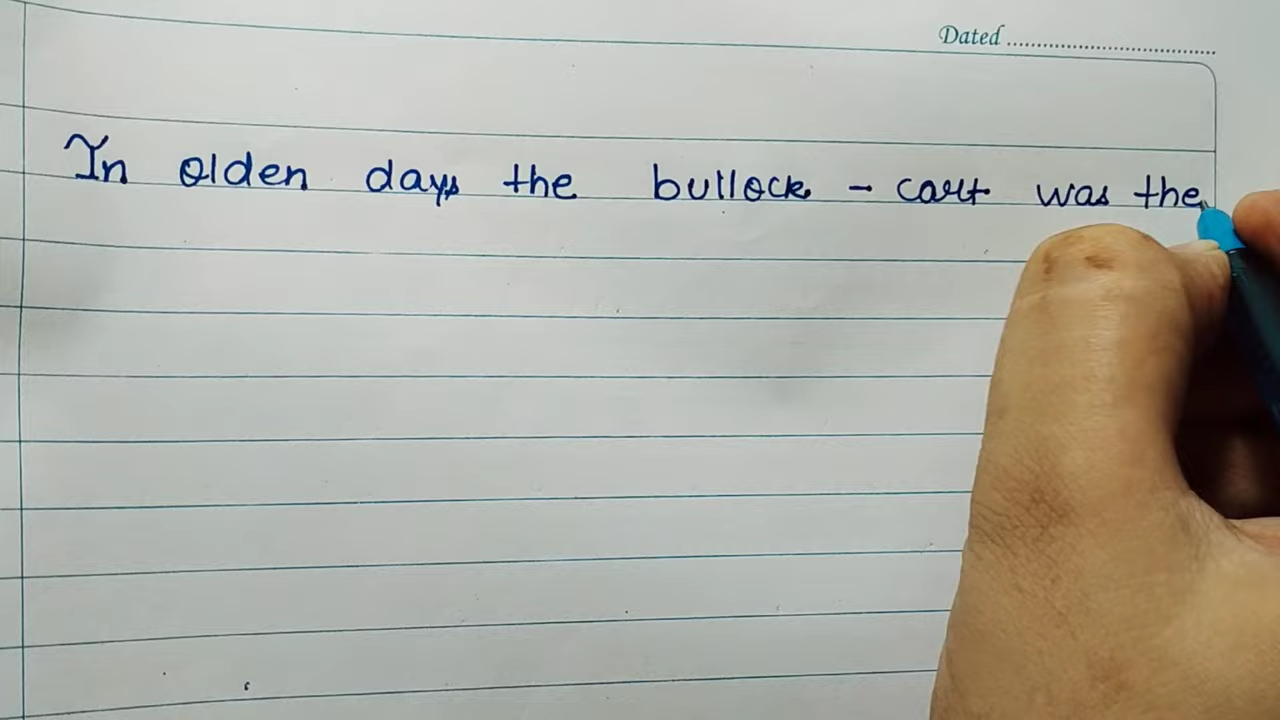 Dated
In olden days the bullock - cart was the